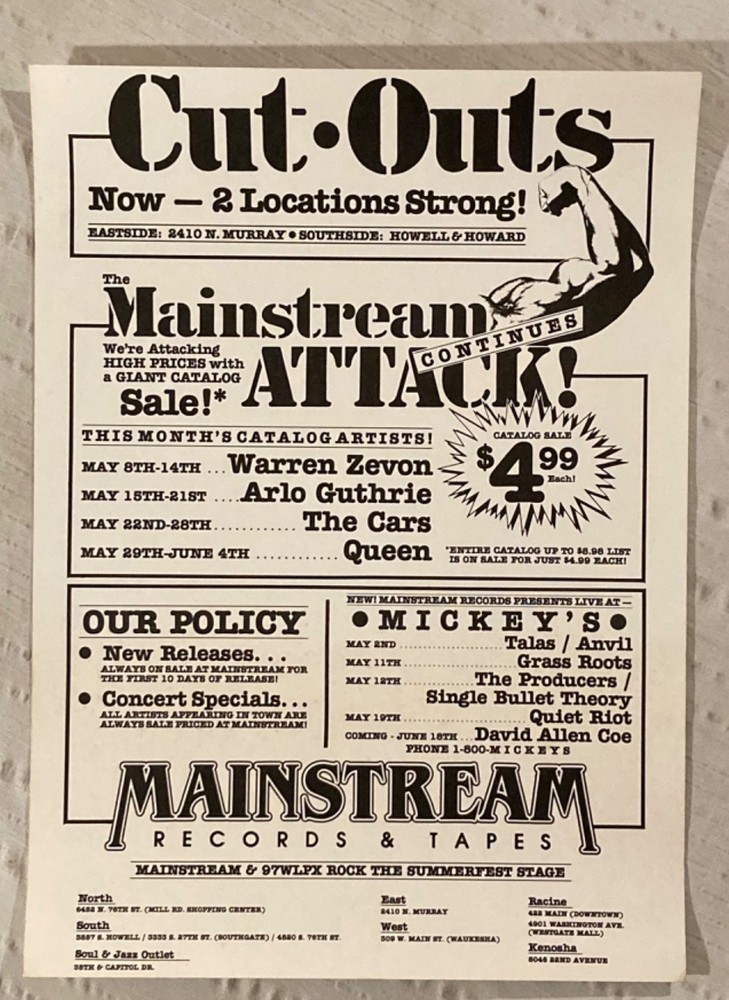 Cut•Outs
Now — 2 Locations Strong!
EASTSIDE: 2410 N. MURRAY • SOUTHSIDE: HOWELL & HOWARD
The
Mainstream
ATTACK!
CONTINUES
We're Attacking
HIGH PRICES with
a GIANT CATALOG
Sale!*
THIS MONTH'S CATALOG ARTISTS!
MAY 8TH-14TH ... Warren Zevon
MAY 15TH-21ST .... Arlo Guthrie
MAY 22ND-28TH............ The Cars
MAY 29TH-JUNE 4TH ............ Queen
CATALOG SALE
$4.99
Each!
*ENTIRE CATALOG UP TO $8.98 LIST
IS ON SALE FOR JUST $4.99 EACH!
OUR POLICY
• New Releases...
ALWAYS ON SALE AT MAINSTREAM FOR
THE FIRST 10 DAYS OF RELEASE!
• Concert Specials...
ALL ARTISTS APPEARING IN TOWN ARE
ALWAYS SALE PRICED AT MAINSTREAM!
NEW! MAINSTREAM RECORDS PRESENTS LIVE AT —
• MICKEY'S •
MAY 2ND ........................ Talas / Anvil
MAY 11TH ........................ Grass Roots
MAY 12TH ................ The Producers /
Single Bullet Theory
MAY 19TH ........................ Quiet Riot
COMING - JUNE 18TH ... David Allen Coe
PHONE 1-800-MICKEYS
MAINSTREAM
RECORDS & TAPES
MAINSTREAM & 97WLPX ROCK THE SUMMERFEST STAGE
North
6452 N. 76TH ST. (MILL RD. SHOPPING CENTER)
South
HOWELL / 3333 S. 27TH ST. (SOUTHGATE) / 4520 S. 76TH ST.
Soul & Jazz Outlet
35TH & CAPITOL DR.
East
2410 N. MURRAY
West
309 W. MAIN ST. (WAUKESHA)
Racine
422 MAIN (DOWNTOWN)
4901 WASHINGTON AVE.
(WESTGATE MALL)
Kenosha
22ND AVENUE